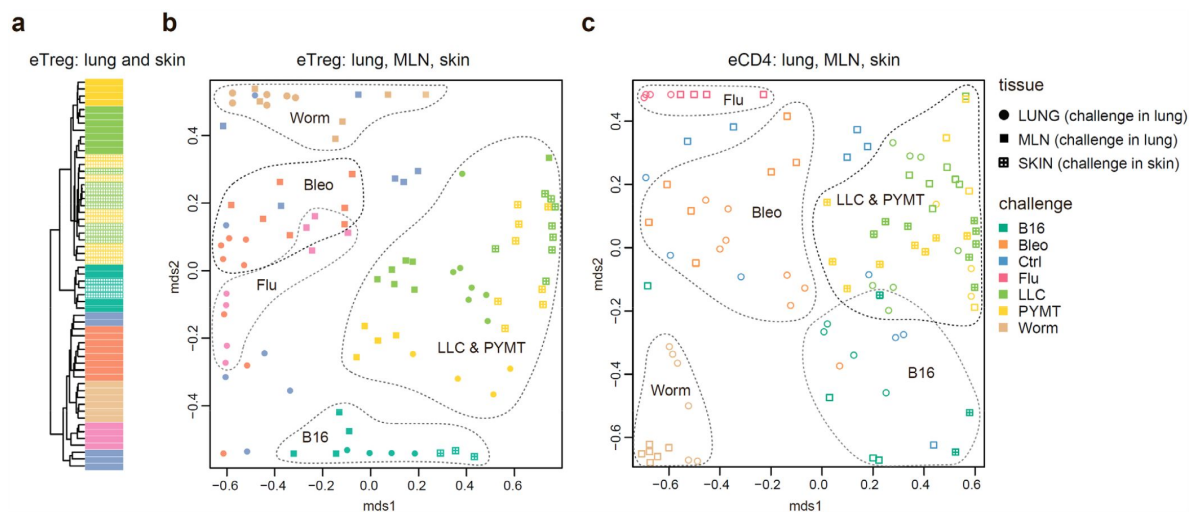 a
b
c
eTreg: lung and skin
eTreg: lung, MLN, skin
eCD4: lung, MLN, skin
Worm
Bleo
Flu
LLC & PYMT
B16
0.4
0.2
0.0
−0.2
−0.4
mds2
−0.6
−0.4
−0.2
0.0
0.2
0.4
0.6
mds1
Flu
Bleo
LLC & PYMT
Worm
B16
0.4
0.2
0.0
−0.2
−0.4
−0.6
mds2
−0.6
−0.4
−0.2
0.0
0.2
0.4
0.6
mds1
tissue
LUNG (challenge in lung)
MLN (challenge in lung)
SKIN (challenge in skin)
challenge
B16
Bleo
Ctrl
Flu
LLC
PYMT
Worm